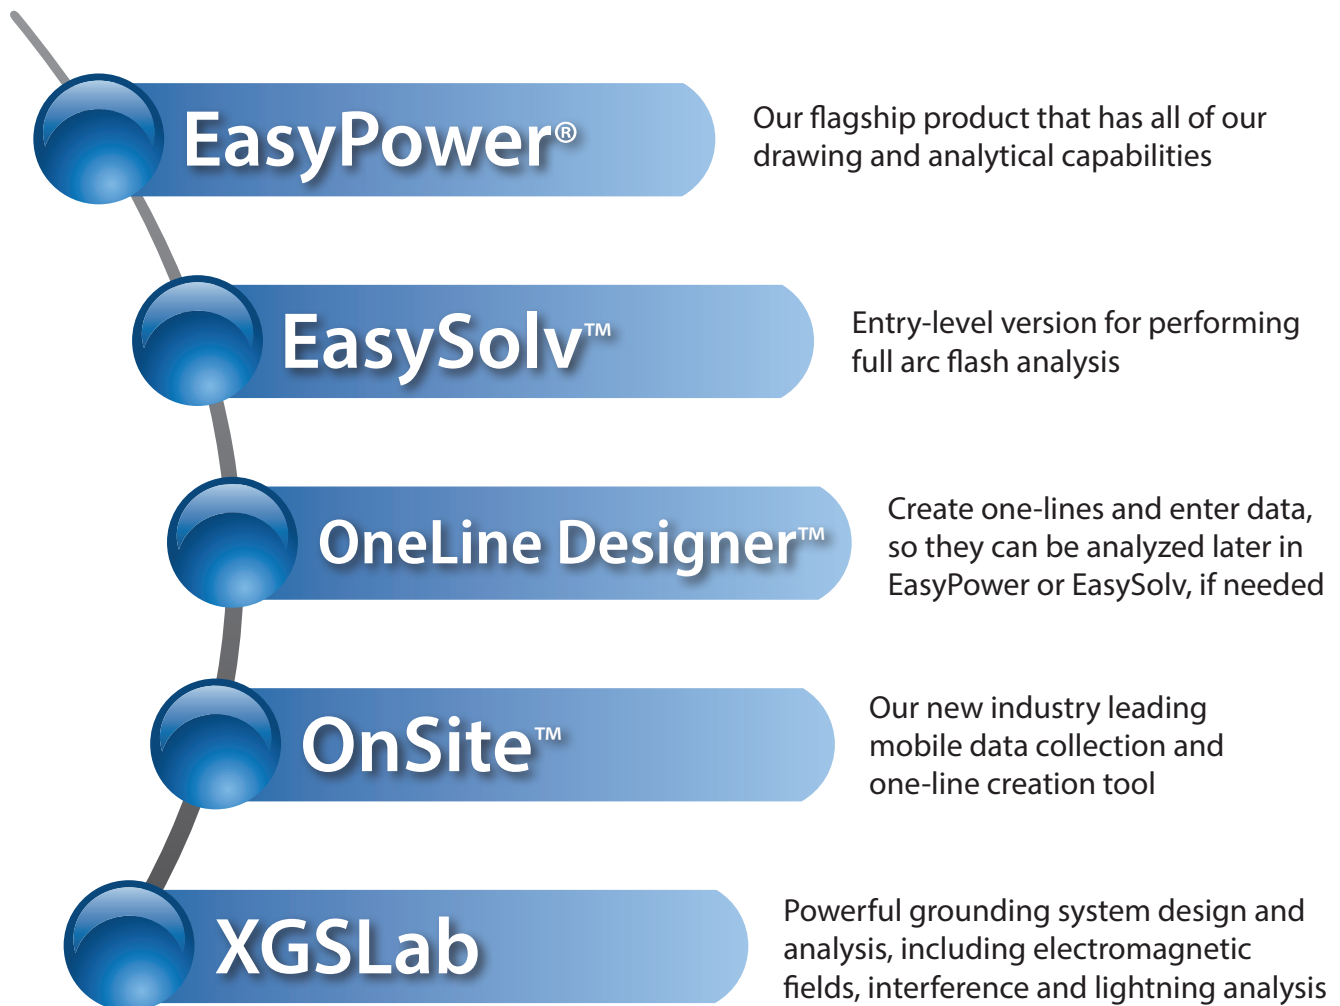 EasyPower®
Our flagship product that has all of our
drawing and analytical capabilities
EasySolv™
Entry-level version for performing
full arc flash analysis
OneLine Designer™
Create one-lines and enter data,
so they can be analyzed later in
EasyPower or EasySolv, if needed
OnSite™
Our new industry leading
mobile data collection and
one-line creation tool
XGSLab
Powerful grounding system design and
analysis, including electromagnetic
fields, interference and lightning analysis